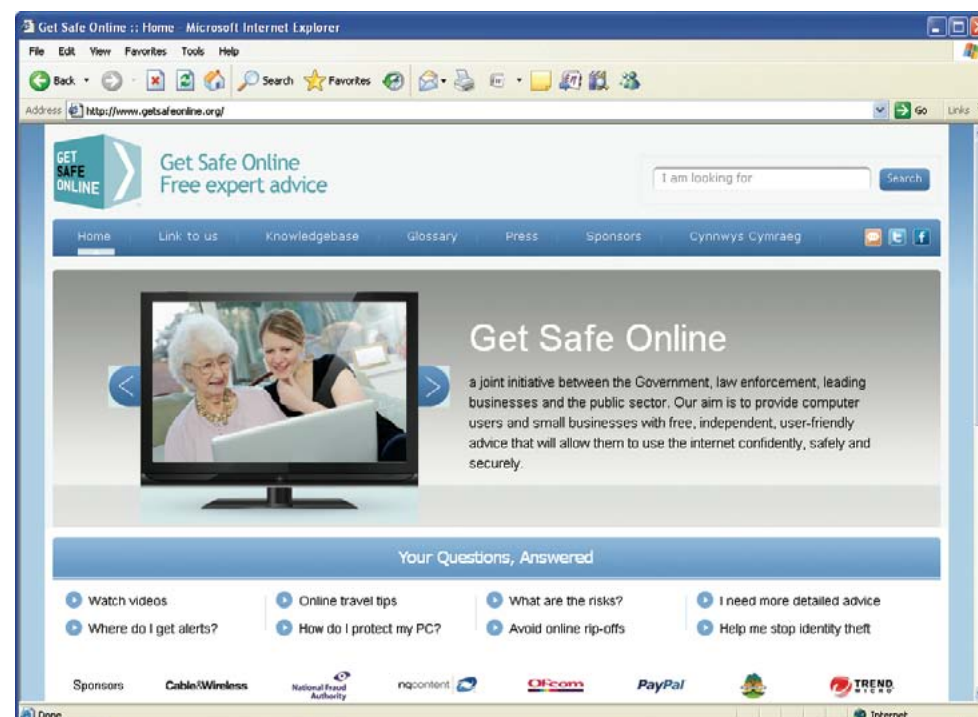 Get Safe Online :: Home - Microsoft Internet Explorer
File Edit View Favorites Tools Help
Back Search Favorites
Address http://www.getsafeonline.org/ Go Links
GET
SAFE
ONLINE
Get Safe Online
Free expert advice
I am looking for Search
Home Link to us Knowledgebase Glossary Press Sponsors Cynnwys Cymraeg
Get Safe Online
a joint initiative between the Government, law enforcement, leading
businesses and the public sector. Our aim is to provide computer
users and small businesses with free, independent, user-friendly
advice that will allow them to use the internet confidently, safely and
securely.
Your Questions, Answered
Watch videos Online travel tips What are the risks? I need more detailed advice
Where do I get alerts? How do I protect my PC? Avoid online rip-offs Help me stop identity theft
Sponsors Cable&Wireless National Fraud Authority nqcontent Ofcom PayPal TREND MICRO
Done Internet